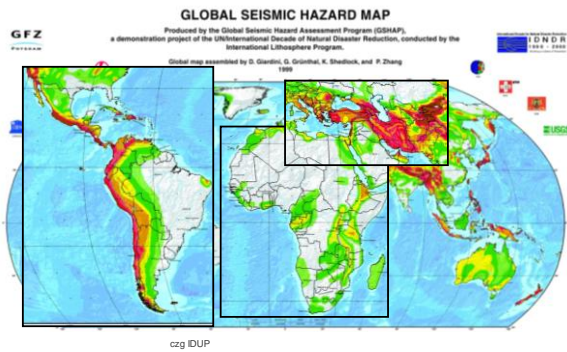 GLOBAL SEISMIC HAZARD MAP
Produced by the Global Seismic Hazard Assessment Program (GSHAP),
a demonstration project of the UN/International Decade of Natural Disaster Reduction, conducted by the
International Lithosphere Program.
Global map assembled by D. Giardini, G. Grünthal, K. Shedlock, and P. Zhang
1999
GFZ
POTSDAM
IDNDR
1990 - 2000
USGS
czg IDUP